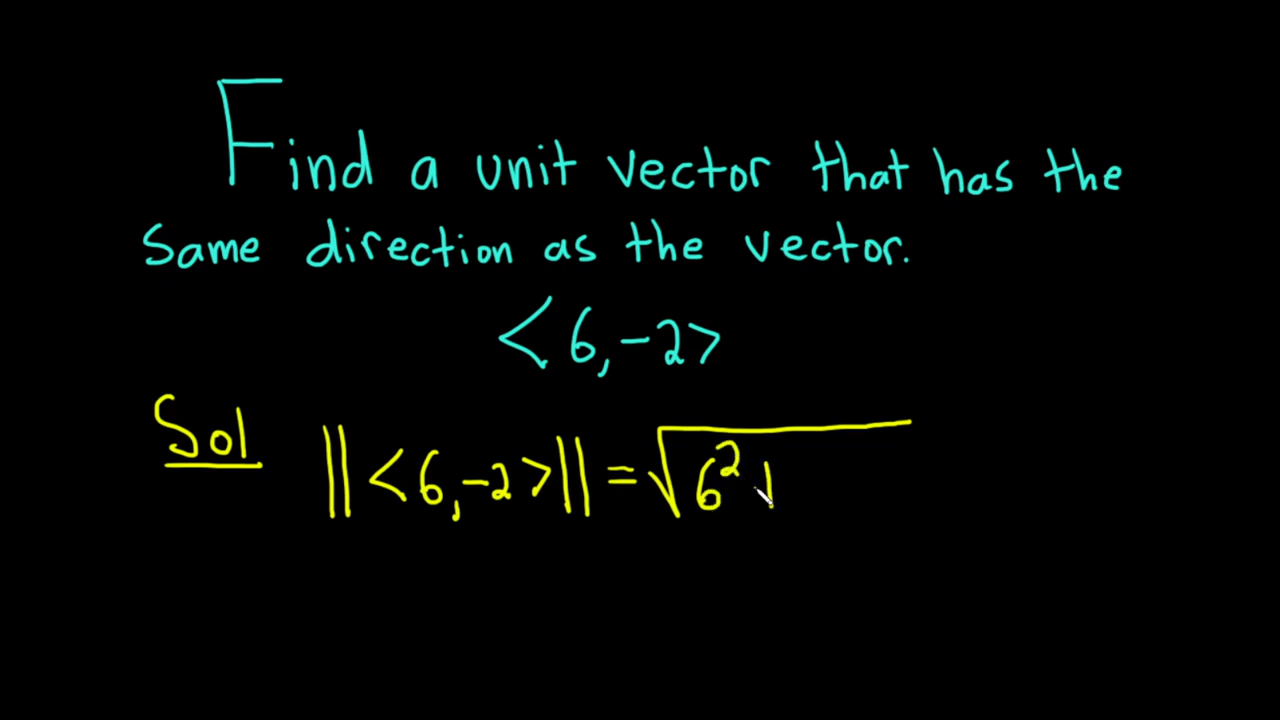 Find a unit vector that has the
Same direction as the vector.
<6,-2>
Sol ||<6,-2>|| = √6²